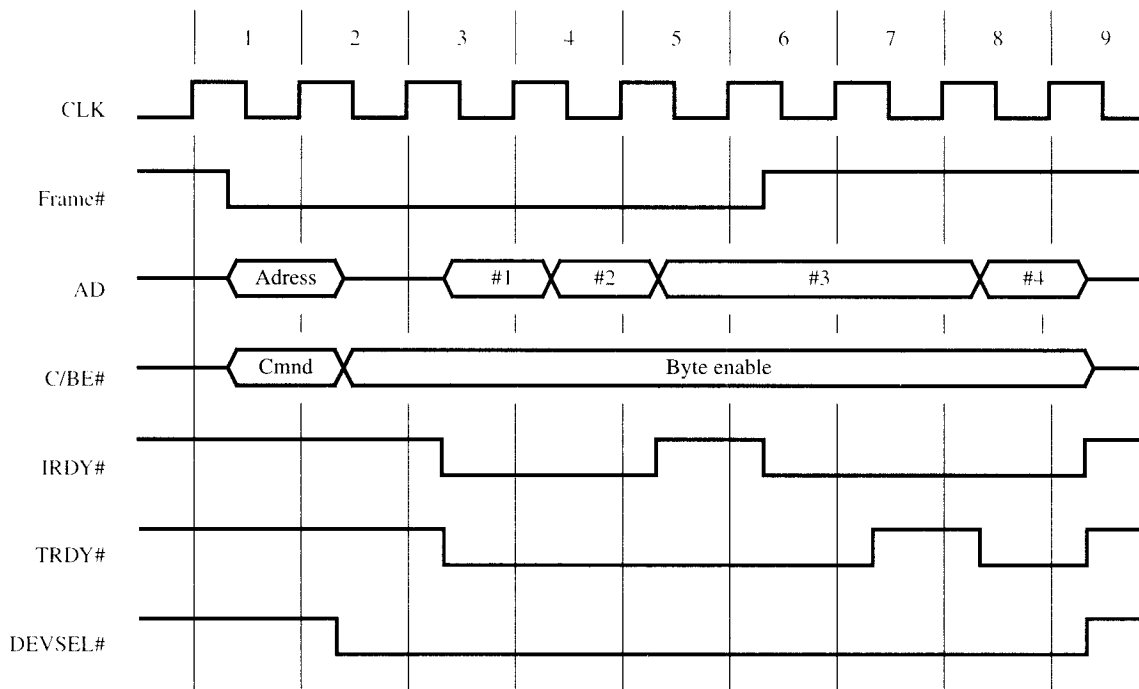 1 2 3 4 5 6 7 8 9
CLK
Frame#
AD Adress #1 #2 #3 #4
C/BE# Cmnd Byte enable
IRDY#
TRDY#
DEVSEL#